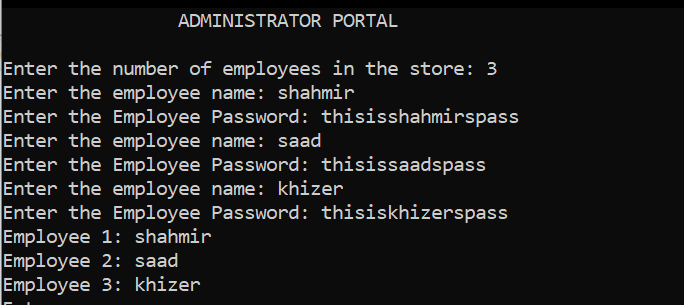 ADMINISTRATOR PORTAL
Enter the number of employees in the store: 3
Enter the employee name: shahmir
Enter the Employee Password: thisisshahmirspass
Enter the employee name: saad
Enter the Employee Password: thisissaadspass
Enter the employee name: khizer
Enter the Employee Password: thisiskhizerspass
Employee 1: shahmir
Employee 2: saad
Employee 3: khizer